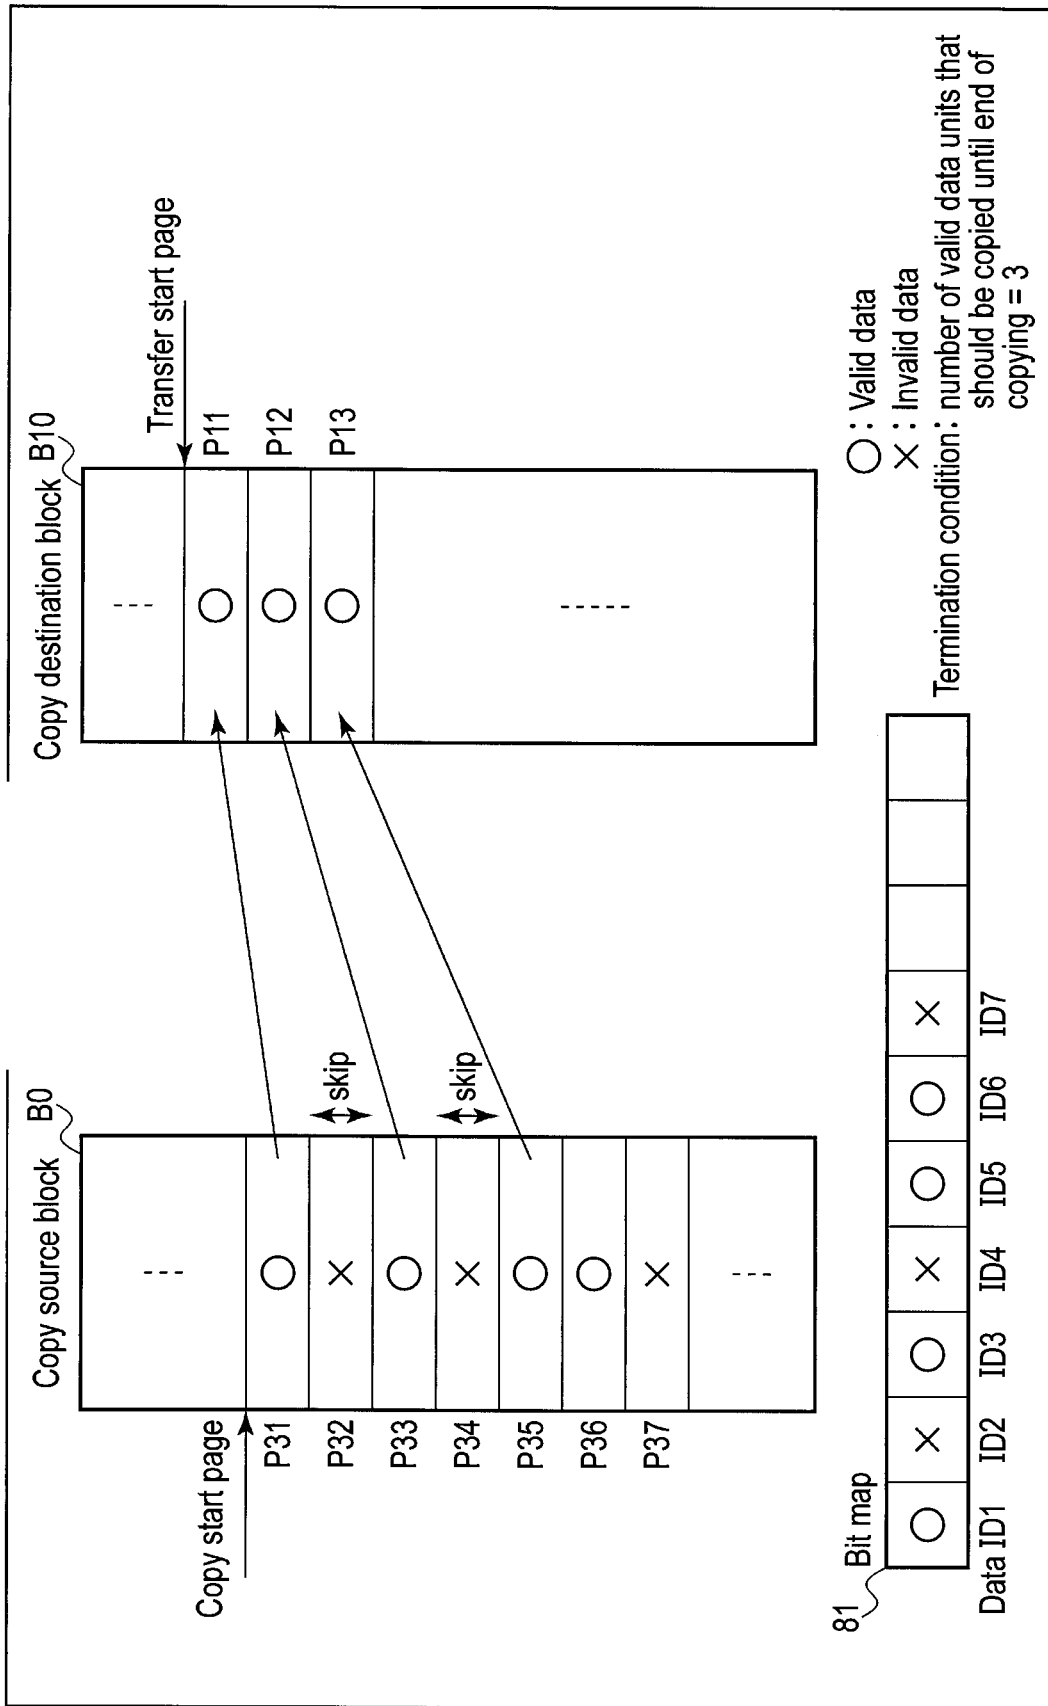 Copy source block
B0
Copy start page
P31
P32
P33
P34
P35
P36
P37
skip
skip
Copy destination block
B10
Transfer start page
P11
P12
P13
81
Bit map
Data ID1
ID2
ID3
ID4
ID5
ID6
ID7
○ : Valid data
× : Invalid data
Termination condition: number of valid data units that
should be copied until end of
copying = 3